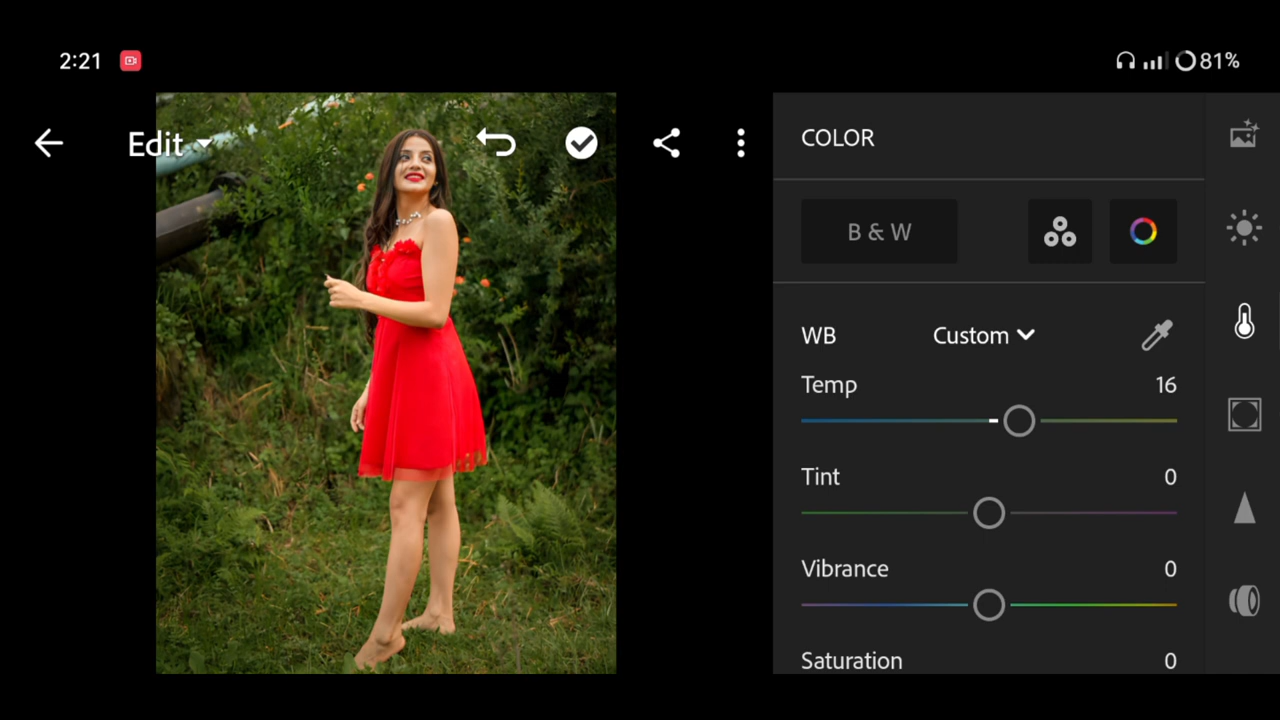 2:21
81%
Edit
COLOR
B & W
WB Custom
Temp 16
Tint 0
Vibrance 0
Saturation 0